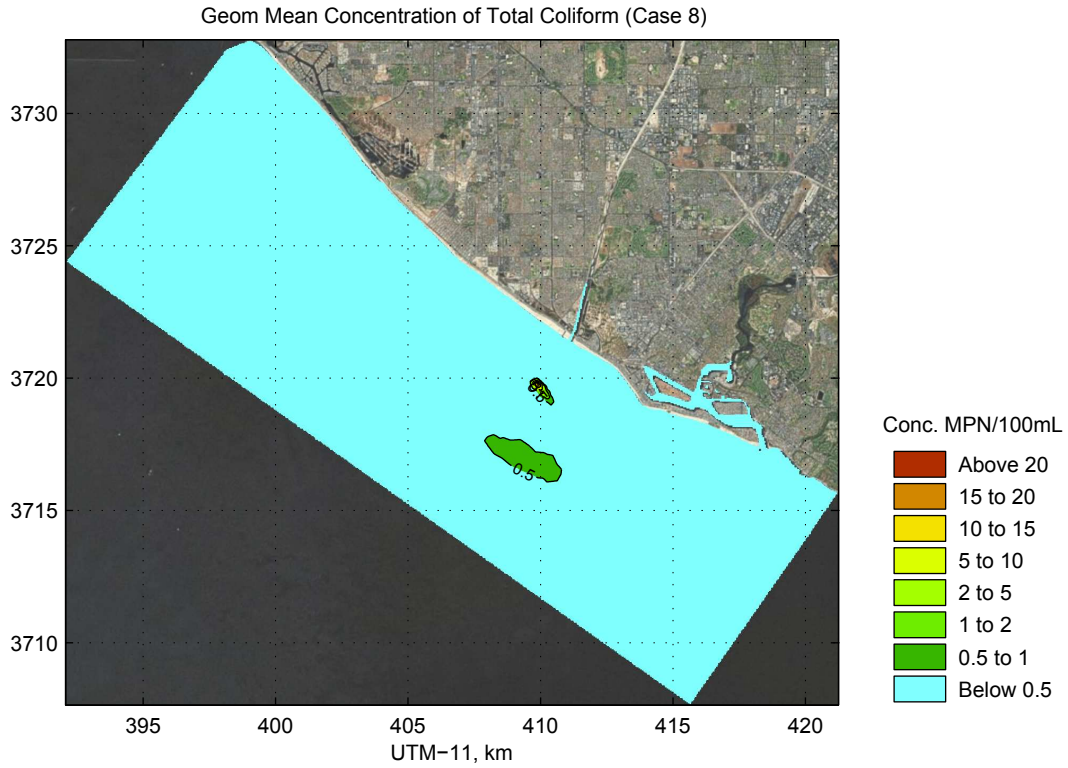 Geom Mean Concentration of Total Coliform (Case 8)
3730
3725
3720
3715
3710
0.5
0.5
395
400
405
410
415
420
UTM−11, km
Conc. MPN/100mL
Above 20
15 to 20
10 to 15
5 to 10
2 to 5
1 to 2
0.5 to 1
Below 0.5